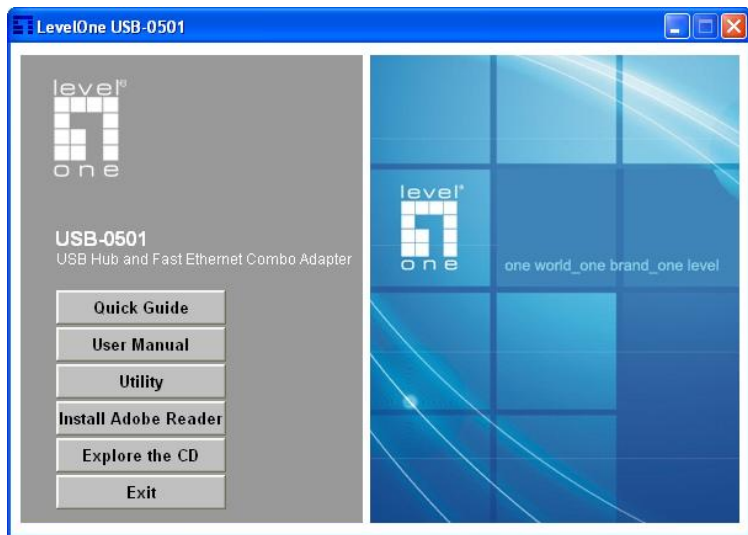 LevelOne USB-0501
level®
one
USB-0501
USB Hub and Fast Ethernet Combo Adapter
Quick Guide
User Manual
Utility
Install Adobe Reader
Explore the CD
Exit
level®
one
one world_one brand_one level